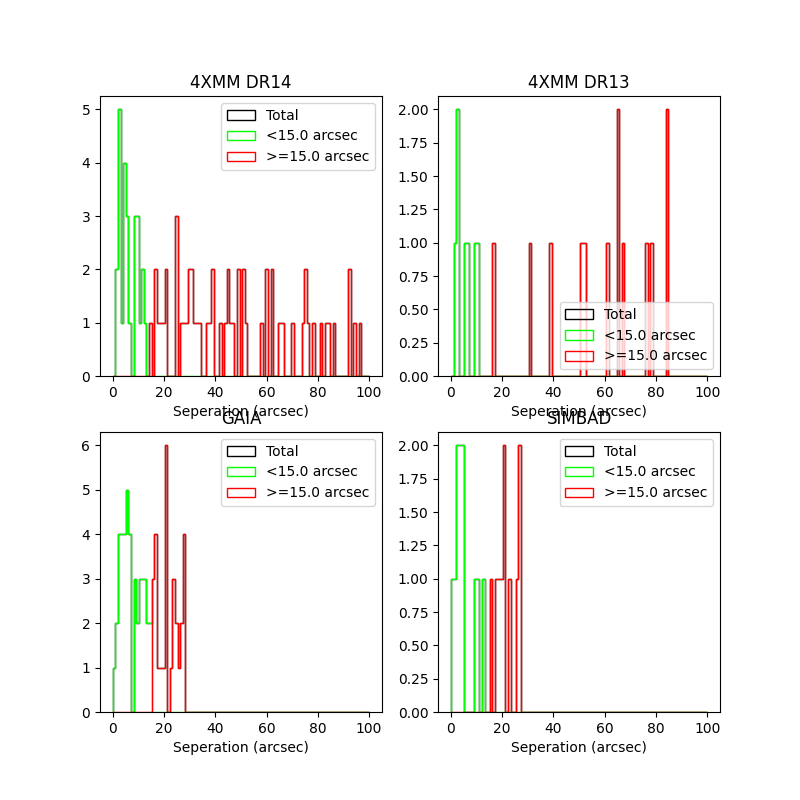 4XMM DR14
5
4
3
2
1
0
Total
<15.0 arcsec
>=15.0 arcsec
0 20 40 60 80 100
Seperation (arcsec)
4XMM DR13
2.00
1.75
1.50
1.25
1.00
0.75
0.50
0.25
0.00
Total
<15.0 arcsec
>=15.0 arcsec
0 20 40 60 80 100
Seperation (arcsec)
GAIA
6
5
4
3
2
1
0
Total
<15.0 arcsec
>=15.0 arcsec
0 20 40 60 80 100
Seperation (arcsec)
SIMBAD
2.00
1.75
1.50
1.25
1.00
0.75
0.50
0.25
0.00
Total
<15.0 arcsec
>=15.0 arcsec
0 20 40 60 80 100
Seperation (arcsec)